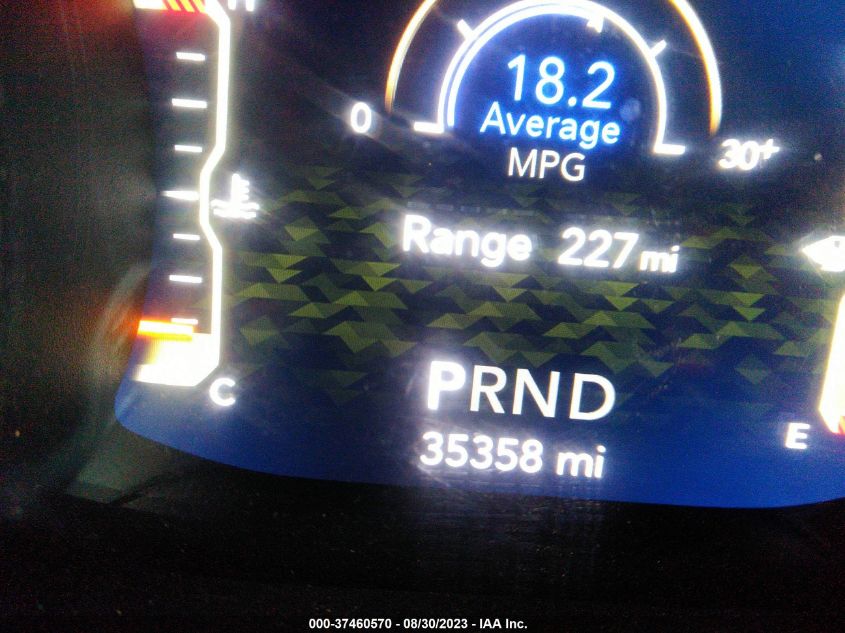 H
18.2
Average
MPG
0
30+
Range 227 mi
C
PRND
E
35358 mi
000-37460570 - 08/30/2023 - IAA Inc.